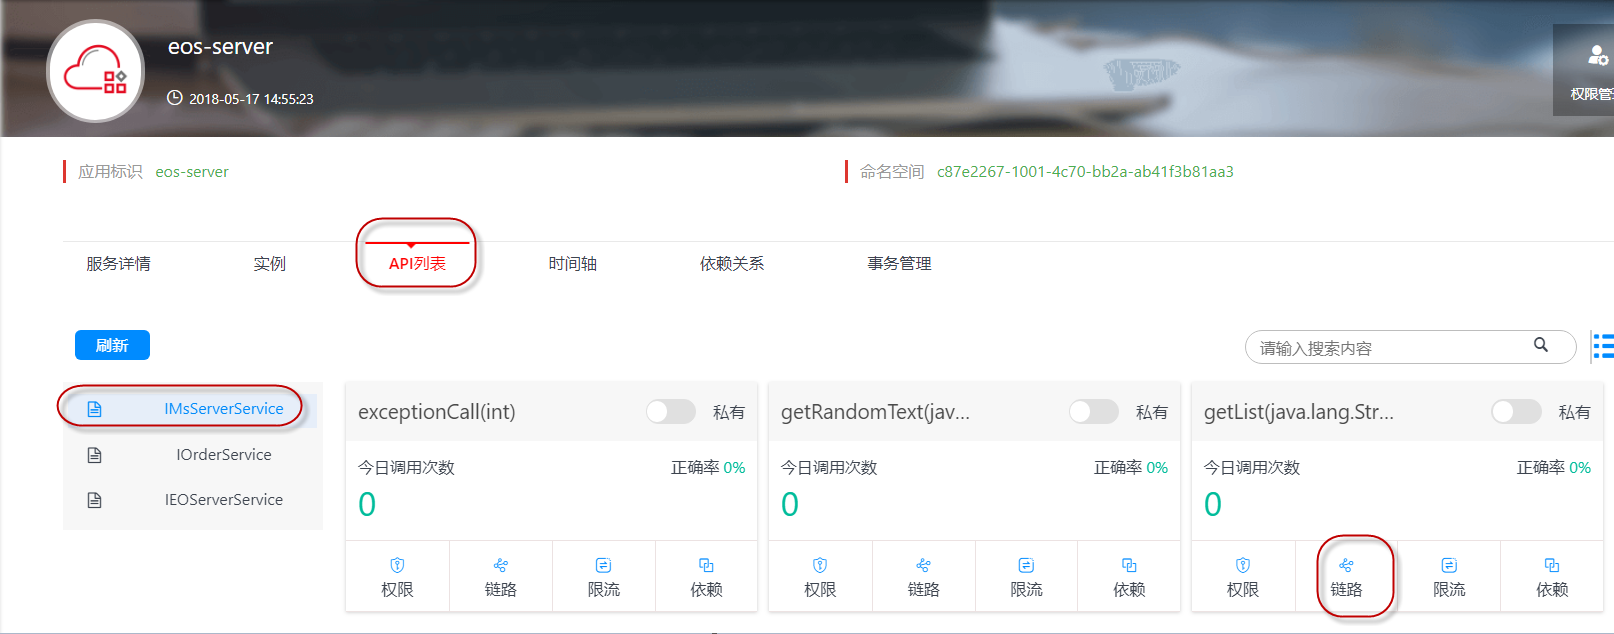 eos-server
2018-05-17 14:55:23
权限管
应用标识 eos-server
命名空间 c87e2267-1001-4c70-bb2a-ab41f3b81aa3
服务详情 实例 API列表 时间轴 依赖关系 事务管理
刷新
请输入搜索内容
IMsServerService
IOrderService
IEOServerService
exceptionCall(int) 私有
今日调用次数 正确率 0%
0
权限 链路 限流 依赖
getRandomText(jav... 私有
今日调用次数 正确率 0%
0
权限 链路 限流 依赖
getList(java.lang.Str... 私有
今日调用次数 正确率 0%
0
权限 链路 限流 依赖